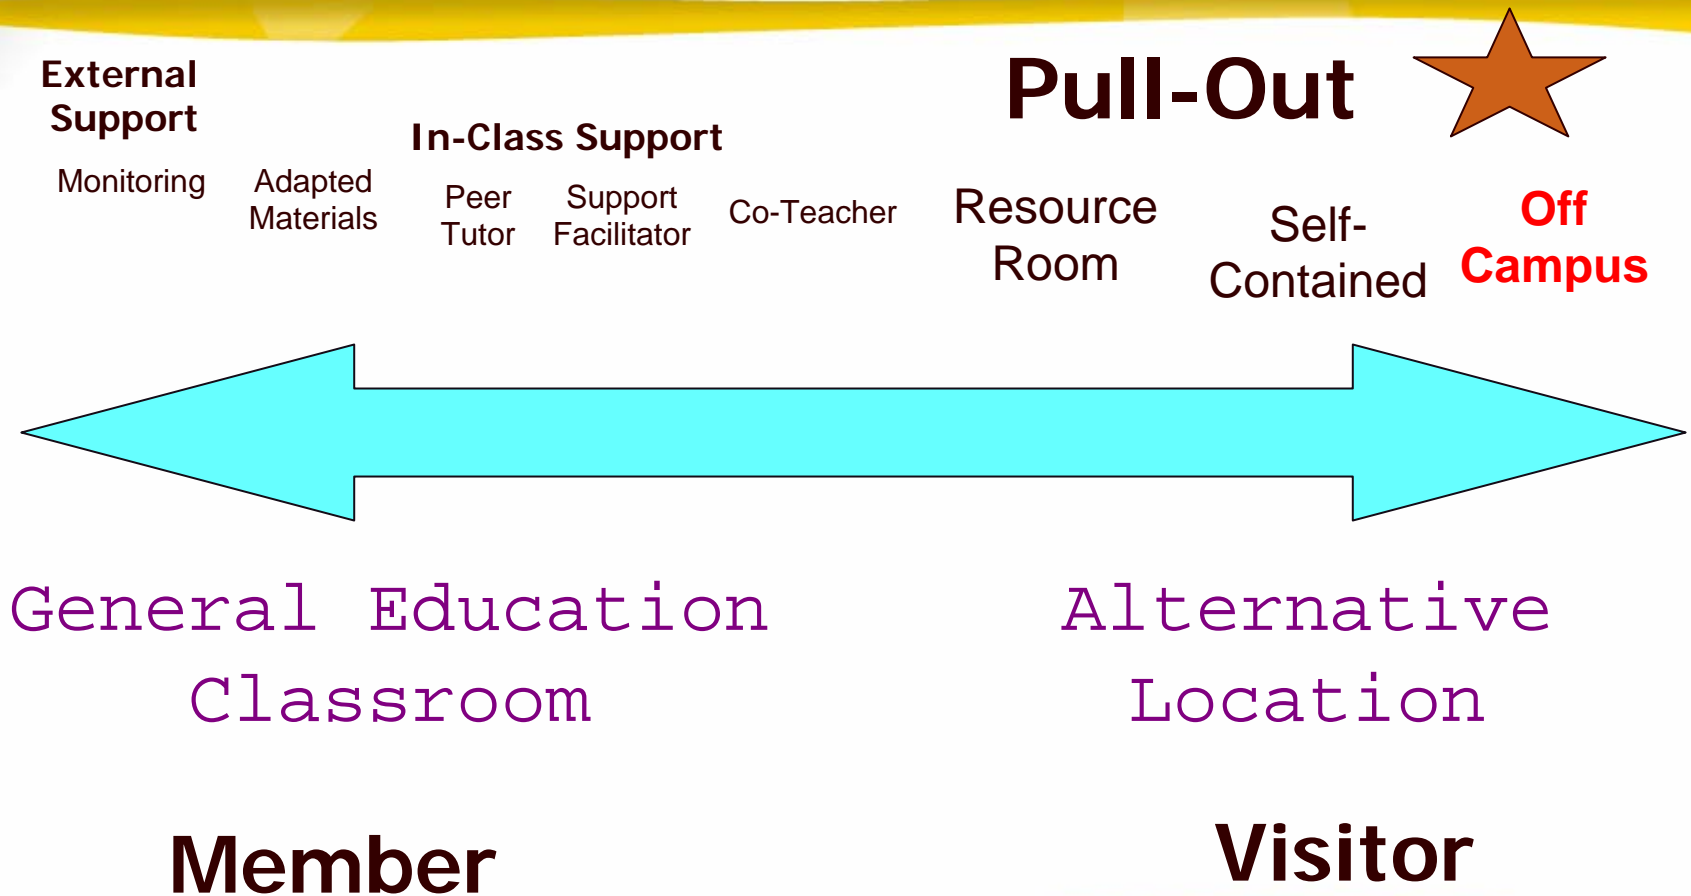 External
Support
Monitoring
Adapted
Materials
In-Class Support
Peer
Tutor
Support
Facilitator
Co-Teacher
Pull-Out
Resource
Room
Self-
Contained
Off
Campus
General Education
Classroom
Alternative
Location
Member
Visitor